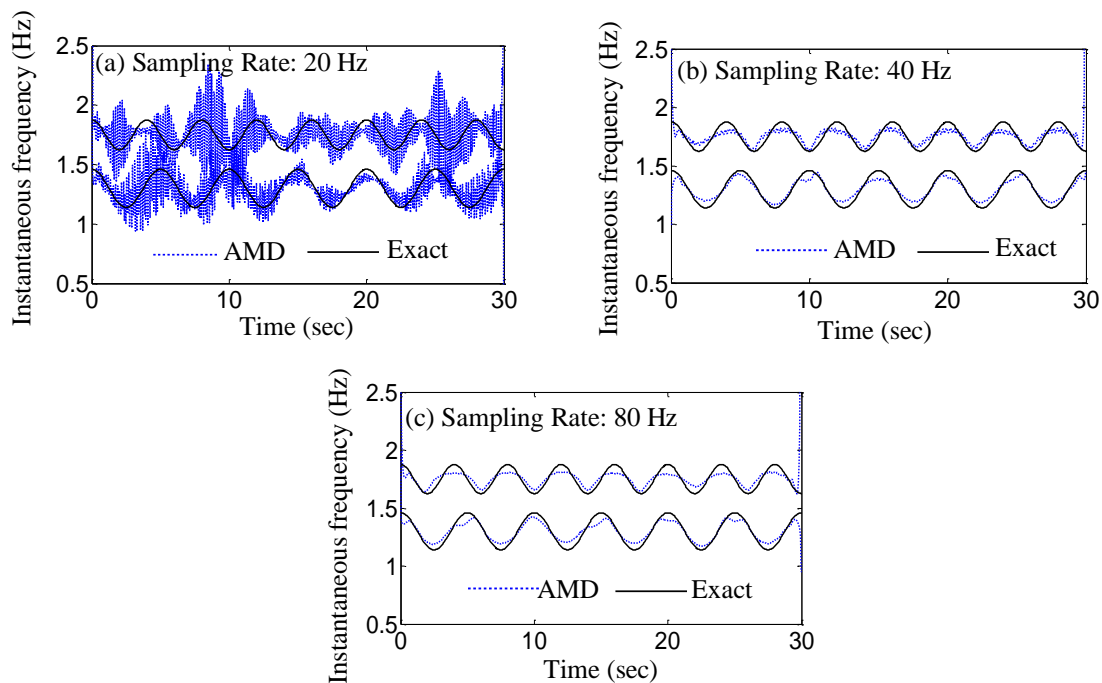 (a) Sampling Rate: 20 Hz
Instantaneous frequency (Hz)
2.5
2
1.5
1
0.5
AMD
Exact
0 10 20 30
Time (sec)
(b) Sampling Rate: 40 Hz
Instantaneous frequency (Hz)
2.5
2
1.5
1
0.5
AMD
Exact
0 10 20 30
Time (sec)
(c) Sampling Rate: 80 Hz
Instantaneous frequency (Hz)
2.5
2
1.5
1
0.5
AMD
Exact
0 10 20 30
Time (sec)